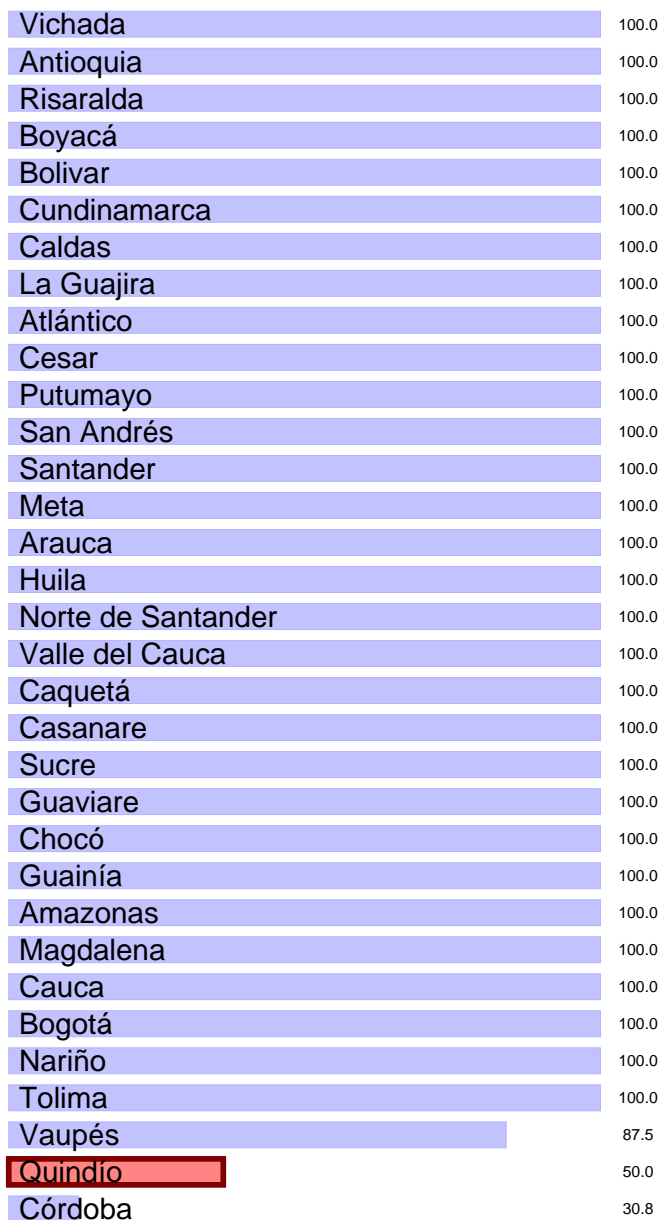 Vichada 100.0
Antioquia 100.0
Risaralda 100.0
Boyacá 100.0
Bolivar 100.0
Cundinamarca 100.0
Caldas 100.0
La Guajira 100.0
Atlántico 100.0
Cesar 100.0
Putumayo 100.0
San Andrés 100.0
Santander 100.0
Meta 100.0
Arauca 100.0
Huila 100.0
Norte de Santander 100.0
Valle del Cauca 100.0
Caquetá 100.0
Casanare 100.0
Sucre 100.0
Guaviare 100.0
Chocó 100.0
Guainía 100.0
Amazonas 100.0
Magdalena 100.0
Cauca 100.0
Bogotá 100.0
Nariño 100.0
Tolima 100.0
Vaupés 87.5
Quindío 50.0
Córdoba 30.8